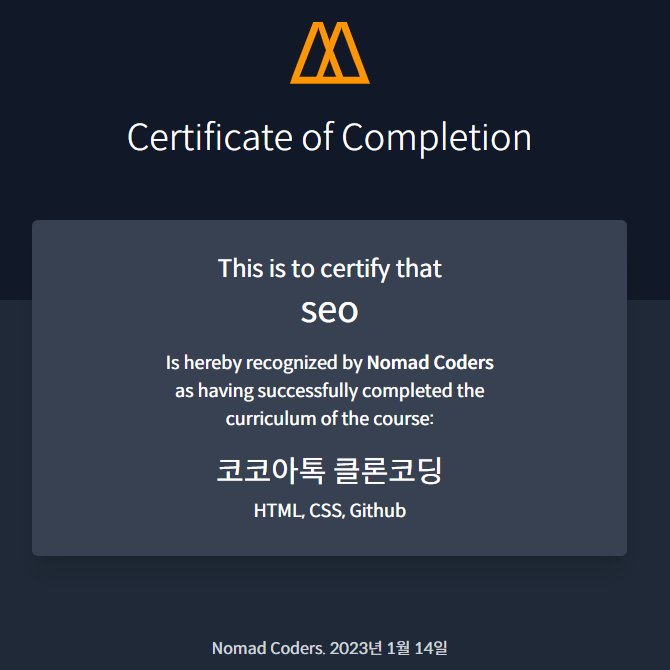 Certificate of Completion
This is to certify that
seo
Is hereby recognized by Nomad Coders
as having successfully completed the
curriculum of the course:
코코아톡 클론코딩
HTML, CSS, Github
Nomad Coders. 2023년 1월 14일